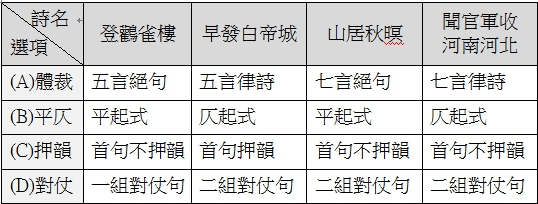 詩名
選項
登鸛雀樓 早發白帝城 山居秋暝 聞官軍收
河南河北
(A)體裁 五言絕句 五言律詩 七言絕句 七言律詩
(B)平仄 平起式 仄起式 平起式 仄起式
(C)押韻 首句不押韻 首句押韻 首句不押韻 首句不押韻
(D)對仗 一組對仗句 二組對仗句 二組對仗句 二組對仗句